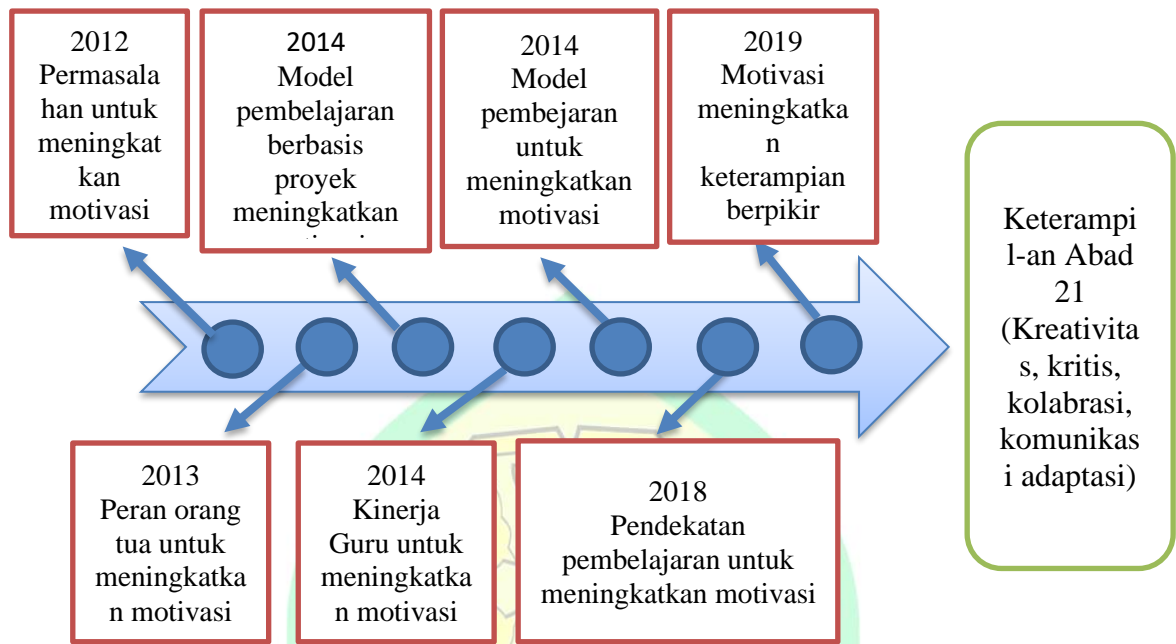 2012
Permasala
han untuk
meningkat
kan
motivasi
2014
Model
pembelajaran
berbasis
proyek
meningkatkan
2014
Model
pembejaran
untuk
meningkatkan
motivasi
2019
Motivasi
meningkatka
n
keterampian
berpikir
Keterampi
l-an Abad
21
(Kreativita
s, kritis,
kolabrasi,
komunikas
i adaptasi)
2013
Peran orang
tua untuk
meningkatka
n motivasi
2014
Kinerja
Guru untuk
meningkatka
n motivasi
2018
Pendekatan
pembelajaran untuk
meningkatkan motivasi